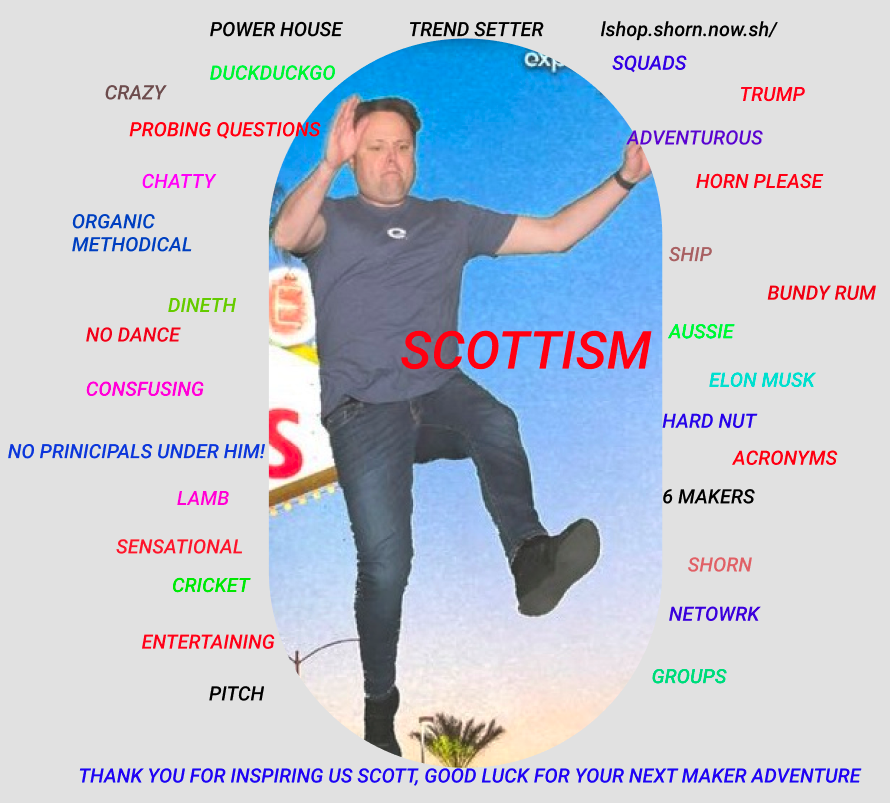 POWER HOUSE
TREND SETTER
lshop.shorn.now.sh/
exp
SQUADS
DUCKDUCKGO
CRAZY
TRUMP
PROBING QUESTIONS
ADVENTUROUS
CHATTY
HORN PLEASE
ORGANIC
METHODICAL
SHIP
BUNDY RUM
DINETH
NO DANCE
AUSSIE
SCOTTISM
ELON MUSK
CONSFUSING
HARD NUT
NO PRINICIPALS UNDER HIM!
S
ACRONYMS
LAMB
6 MAKERS
SENSATIONAL
SHORN
CRICKET
NETOWRK
ENTERTAINING
GROUPS
PITCH
THANK YOU FOR INSPIRING US SCOTT, GOOD LUCK FOR YOUR NEXT MAKER ADVENTURE